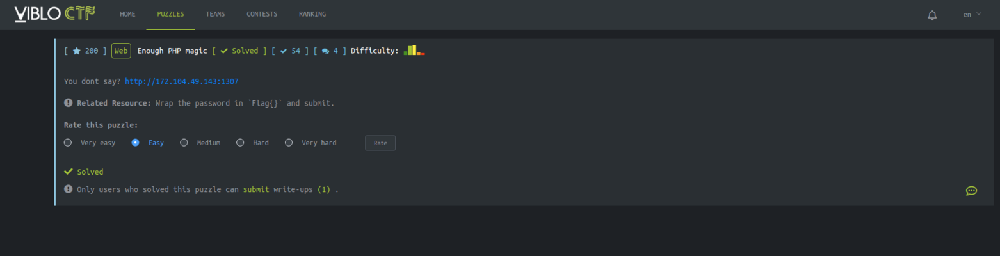 VIBLO CTF HOME PUZZLES TEAMS CONTESTS RANKING en
[ 200 ] Web Enough PHP magic [ Solved ] [ 54 ] [ 4 ] Difficulty:
You dont say? http://172.104.49.143:1307
Related Resource: Wrap the password in `Flag{}` and submit.
Rate this puzzle:
Very easy Easy Medium Hard Very hard Rate
Solved
Only users who solved this puzzle can submit write-ups (1) .